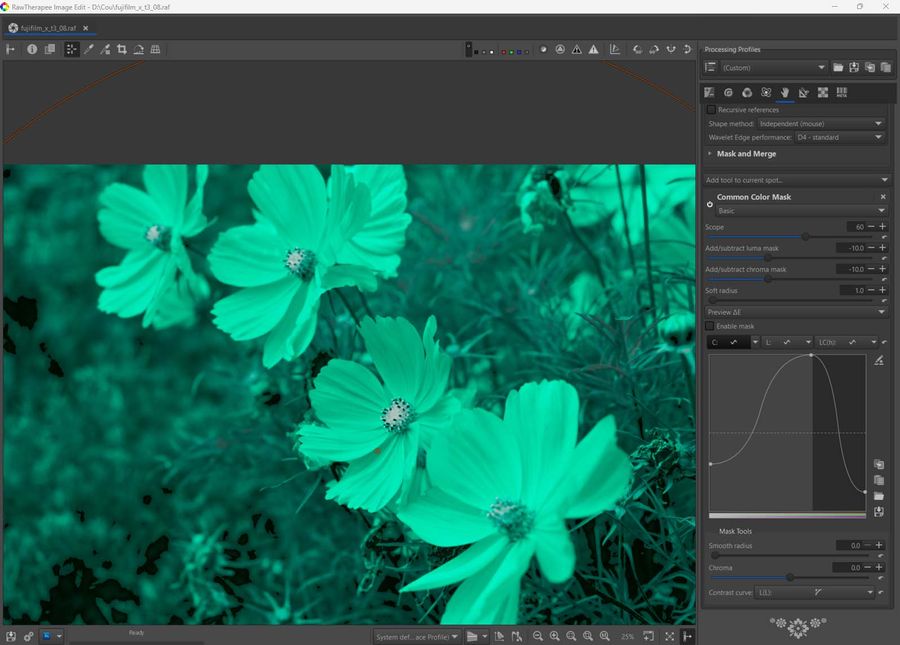 RawTherapee Image Edit - D:\Cou\fujifilm_x_t3_08.raf
fujifilm_x_t3_08.raf
Processing Profiles
(Custom)
META
Recursive references
Shape method: Independent (mouse)
Wavelet Edge performance: D4 - standard
Mask and Merge
Add tool to current spot...
Common Color Mask
Basic
Scope 60
Add/subtract luma mask -10.0
Add/subtract chroma mask -10.0
Soft radius 1.0
Preview ΔE
Enable mask
C: L: LC(h):
Mask Tools
Smooth radius 0.0
Chroma 0.0
Contrast curve: L(L):
Ready
System def...ace Profile)
25%